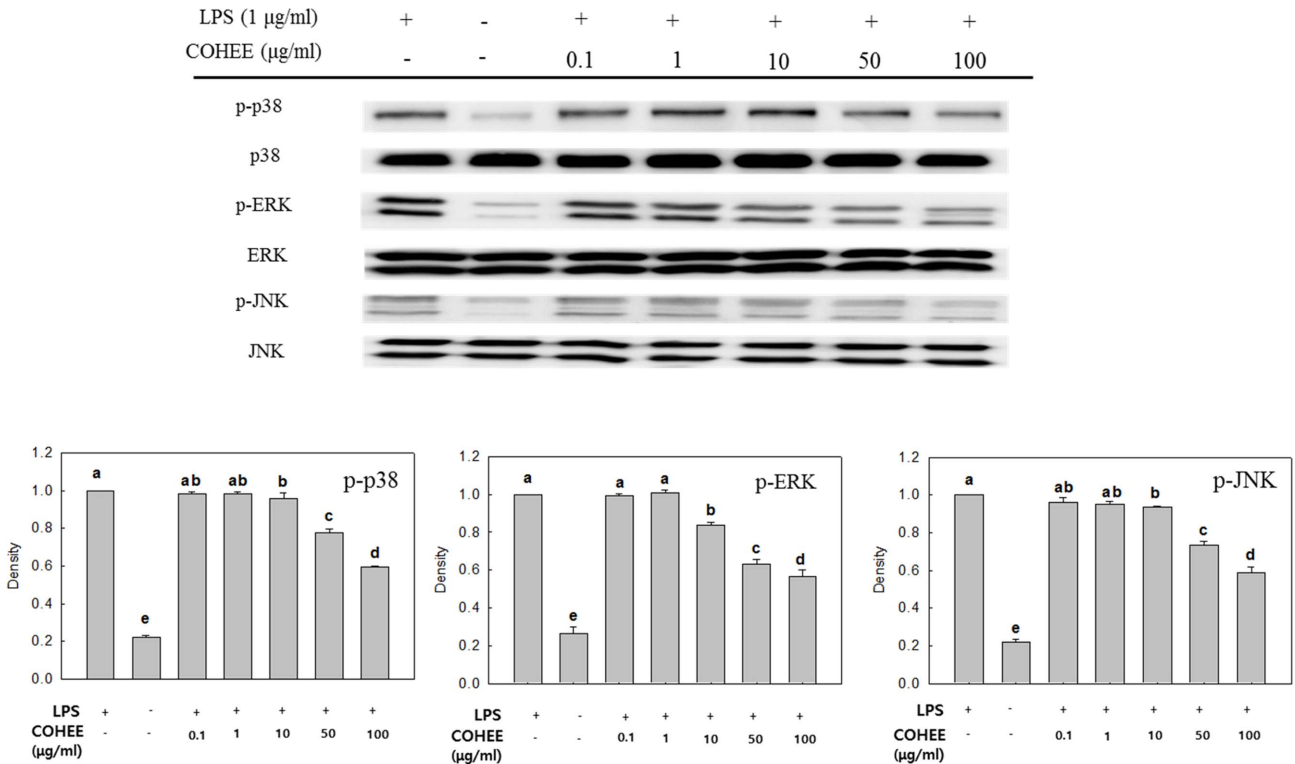 LPS (1 μg/ml) + - + + + + +
COHEE (μg/ml) - - 0.1 1 10 50 100
p-p38
p38
p-ERK
ERK
p-JNK
JNK
p-p38
Density
1.2
1.0
0.8
0.6
0.4
0.2
0.0
a e ab ab b c d
LPS + - + + + + +
COHEE - - 0.1 1 10 50 100
(μg/ml)
p-ERK
Density
1.2
1.0
0.8
0.6
0.4
0.2
0.0
a e a a b c d
LPS + - + + + + +
COHEE - - 0.1 1 10 50 100
(μg/ml)
p-JNK
Density
1.2
1.0
0.8
0.6
0.4
0.2
0.0
a e ab ab b c d
LPS + - + + + + +
COHEE - - 0.1 1 10 50 100
(μg/ml)